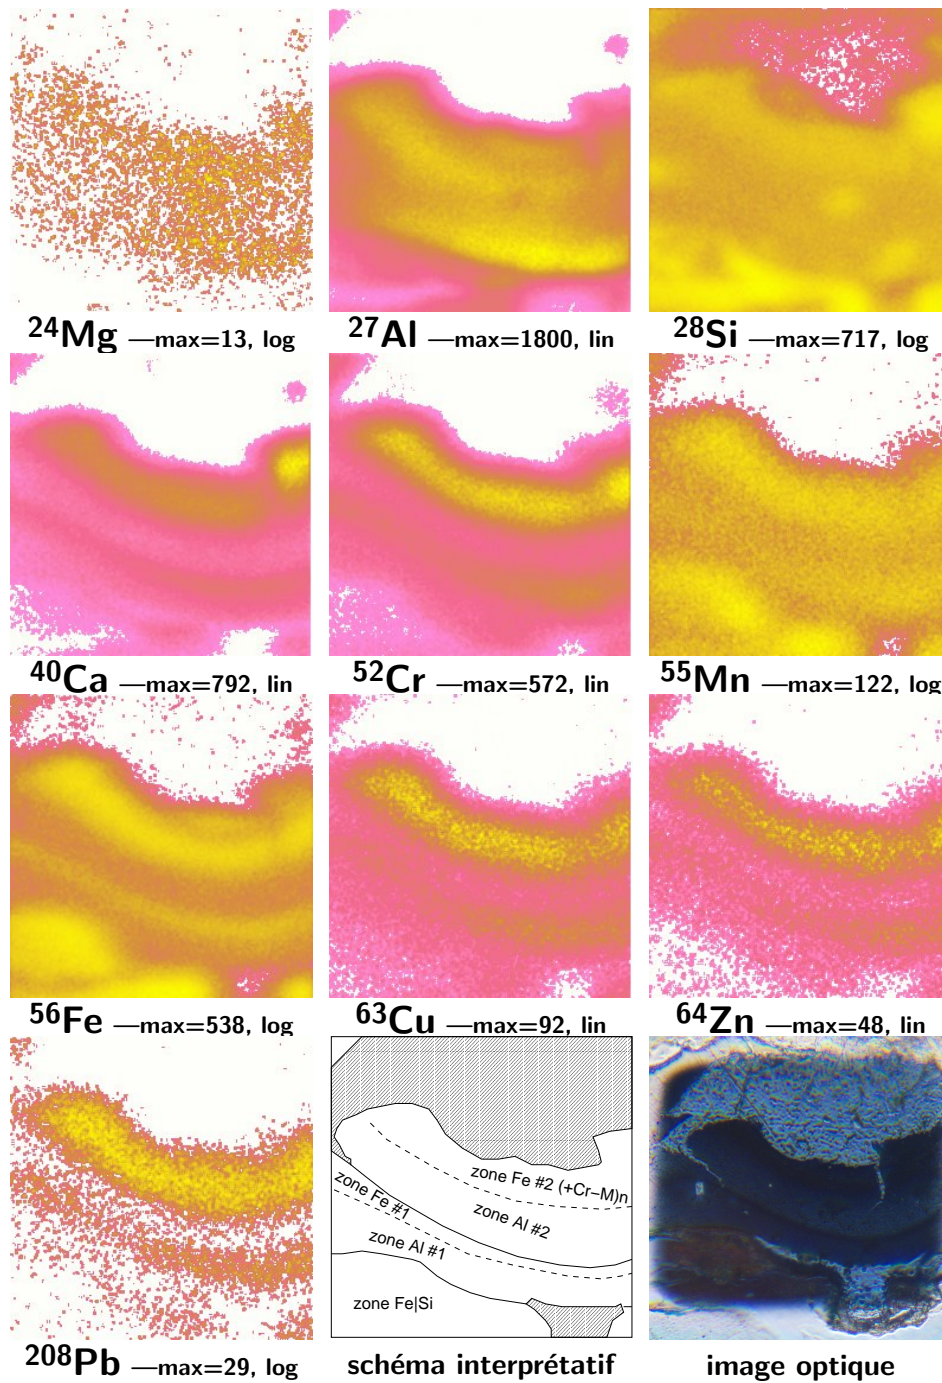 24Mg —max=13, log
27Al —max=1800, lin
28Si —max=717, log
40Ca —max=792, lin
52Cr —max=572, lin
55Mn —max=122, log
56Fe —max=538, log
63Cu —max=92, lin
64Zn —max=48, lin
zone Fe #2 (+Cr–M)n
zone Fe #1
zone Al #2
zone Al #1
zone Fe|Si
208Pb —max=29, log
schéma interprétatif
image optique